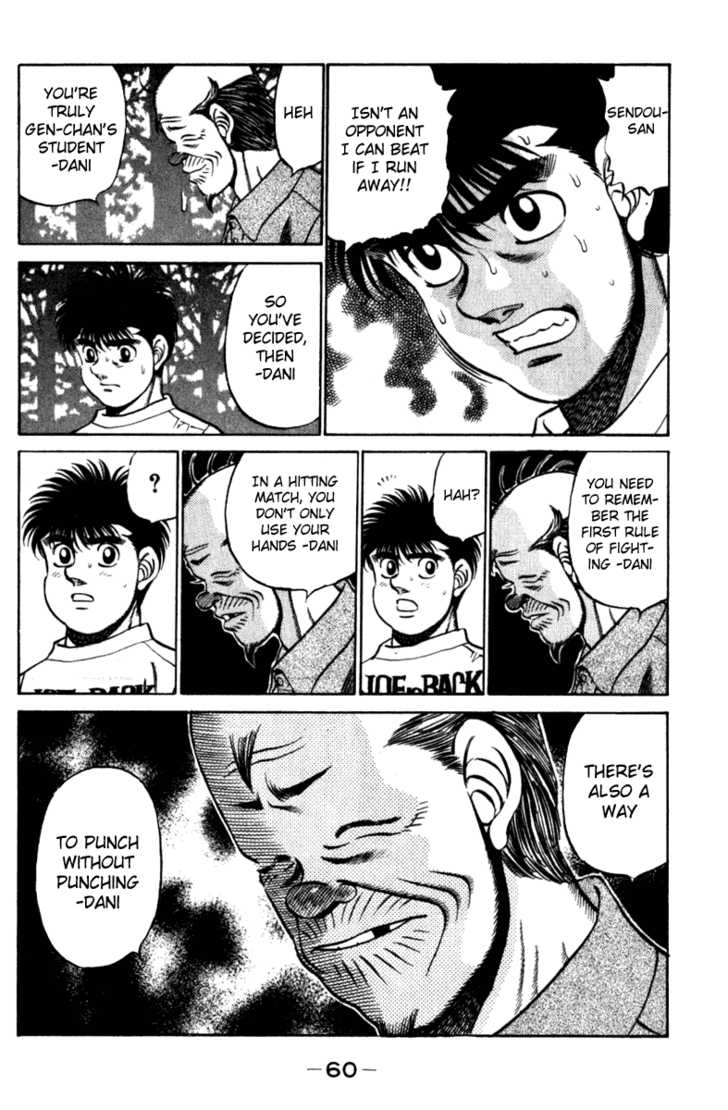 SENDOU-
SAN
ISN'T AN
OPPONENT
I CAN BEAT
IF I RUN
AWAY!!
HEH
YOU'RE
TRULY
GEN-CHAN'S
STUDENT
-DANI
SO
YOU'VE
DECIDED,
THEN
-DANI
YOU NEED
TO REMEM-
BER THE
FIRST RULE
OF FIGHT-
ING -DANI
HAH?
JOE IS BACK
IN A HITTING
MATCH, YOU
DON'T ONLY
USE YOUR
HANDS -DANI
?
THERE'S
ALSO A
WAY
TO PUNCH
WITHOUT
PUNCHING
-DANI
-60-